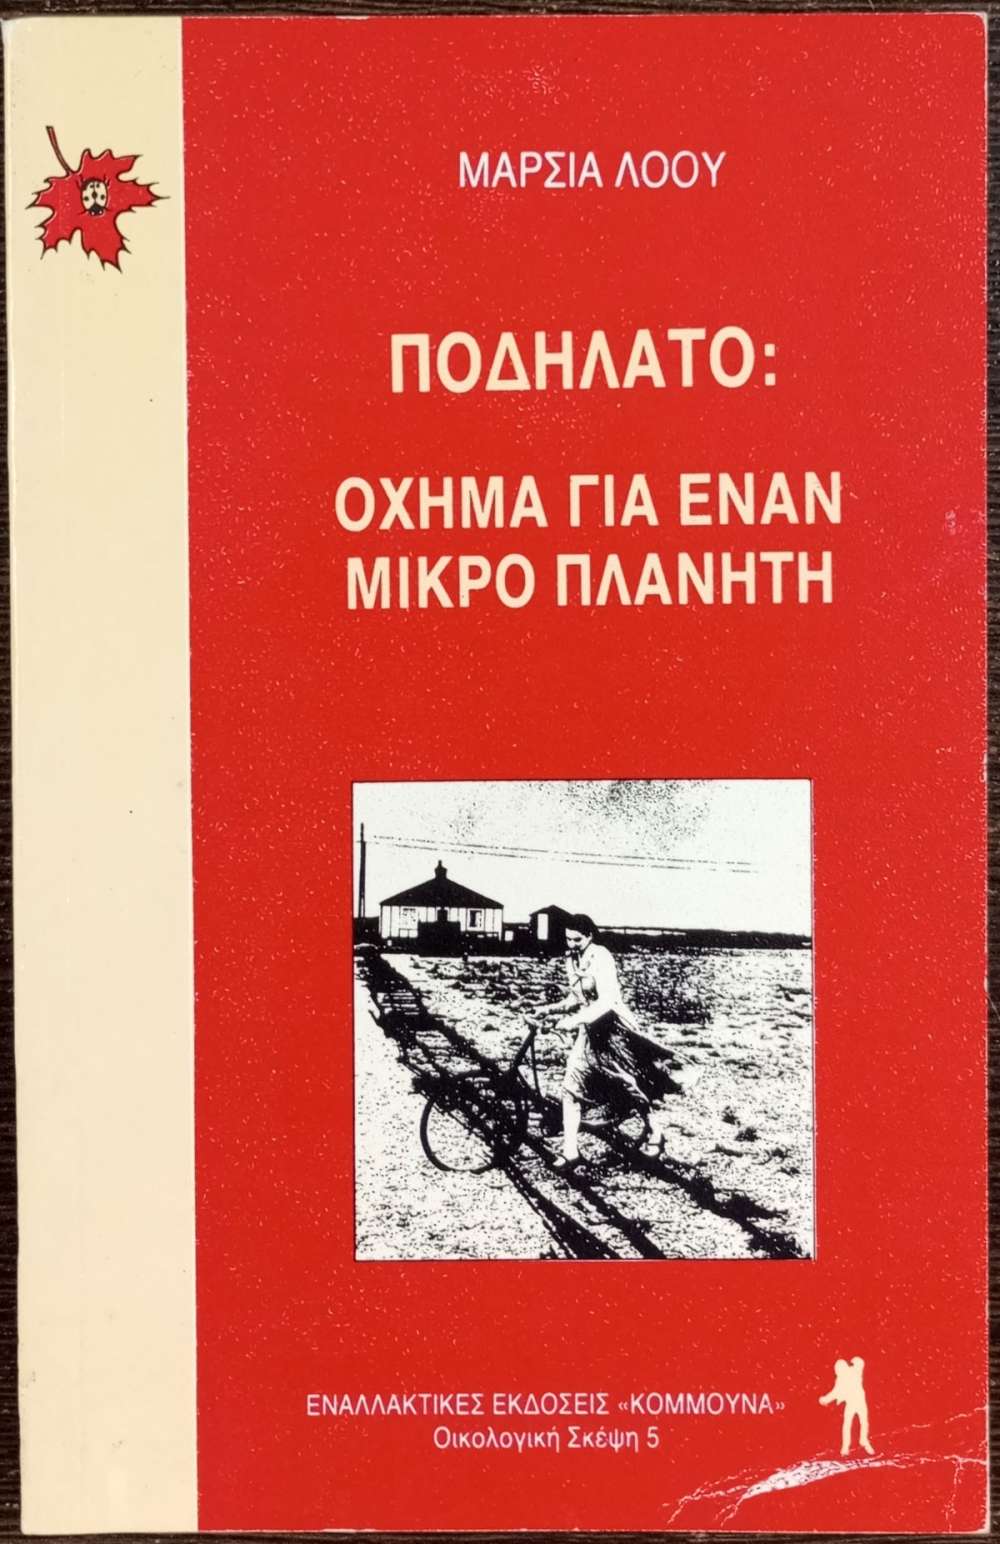 ΜΑΡΣΙΑ ΛΟΟΥ
ΠΟΔΗΛΑΤΟ:
ΟΧΗΜΑ ΓΙΑ ΕΝΑΝ
ΜΙΚΡΟ ΠΛΑΝΗΤΗ
ΕΝΑΛΛΑΚΤΙΚΕΣ ΕΚΔΟΣΕΙΣ «ΚΟΜΜΟΥΝΑ»
Οικολογική Σκέψη 5